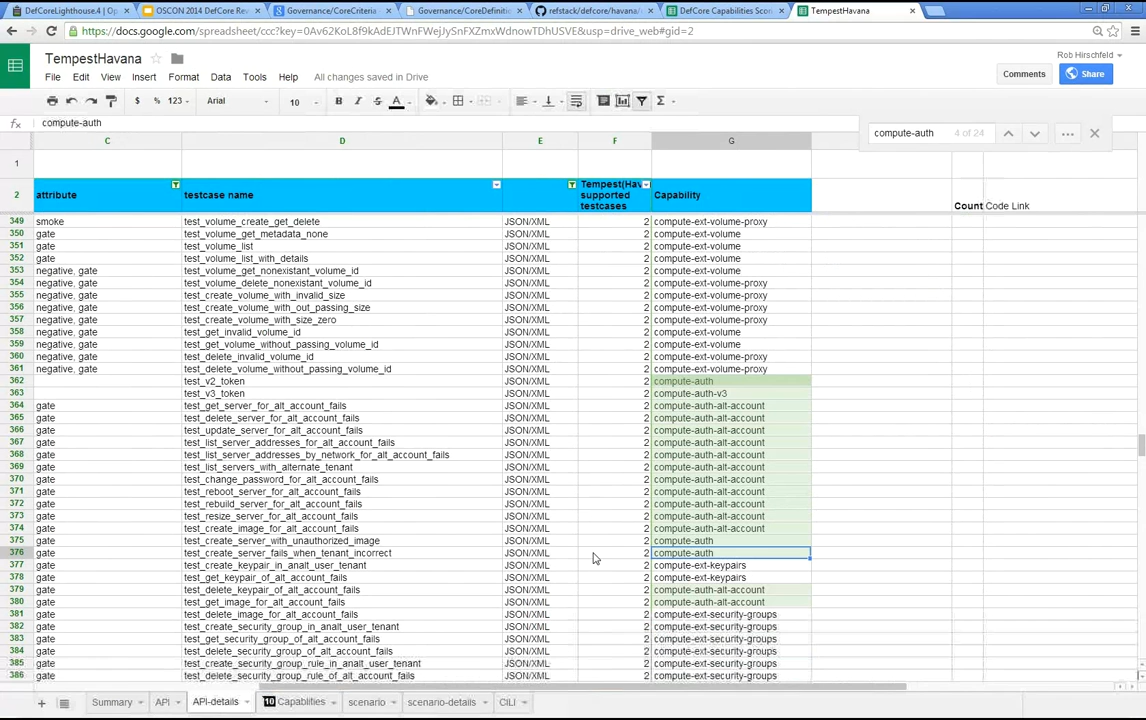 DefCoreLighthouse.4 | Op
OSCON 2014 DefCore Re
Governance/CoreCriteria
Governance/CoreDefinitio
refstack/defcore/havana/
DefCore Capabilities Scor
TempestHavana
https://docs.google.com/spreadsheet/ccc?key=0Av62KoL8f9kAdEJTWnFWejJySnFXZmxWdnowTDhUSVE&usp=drive_web#gid=2
TempestHavana
Rob Hirschfeld
File Edit View Insert Format Data Tools Help All changes saved in Drive
Comments Share
$ % 123 Arial 10 B I S A Σ
fx compute-auth
compute-auth 4 of 24
C D E F G
1
2 attribute testcase name Tempest(Hav supported testcases Capability Count Code Link
349 smoke test_volume_create_get_delete JSON/XML 2 compute-ext-volume-proxy
350 gate test_volume_get_metadata_none JSON/XML 2 compute-ext-volume
351 gate test_volume_list JSON/XML 2 compute-ext-volume
352 gate test_volume_list_with_details JSON/XML 2 compute-ext-volume
353 negative, gate test_volume_get_nonexistant_volume_id JSON/XML 2 compute-ext-volume
354 negative, gate test_volume_delete_nonexistant_volume_id JSON/XML 2 compute-ext-volume-proxy
355 negative, gate test_create_volume_with_invalid_size JSON/XML 2 compute-ext-volume-proxy
356 negative, gate test_create_volume_with_out_passing_size JSON/XML 2 compute-ext-volume-proxy
357 negative, gate test_create_volume_with_size_zero JSON/XML 2 compute-ext-volume-proxy
358 negative, gate test_get_invalid_volume_id JSON/XML 2 compute-ext-volume
359 negative, gate test_get_volume_without_passing_volume_id JSON/XML 2 compute-ext-volume
360 negative, gate test_delete_invalid_volume_id JSON/XML 2 compute-ext-volume-proxy
361 negative, gate test_delete_volume_without_passing_volume_id JSON/XML 2 compute-ext-volume-proxy
362 test_v2_token JSON/XML 2 compute-auth
363 test_v3_token JSON/XML 2 compute-auth-v3
364 gate test_get_server_for_alt_account_fails JSON/XML 2 compute-auth-alt-account
365 gate test_delete_server_for_alt_account_fails JSON/XML 2 compute-auth-alt-account
366 gate test_update_server_for_alt_account_fails JSON/XML 2 compute-auth-alt-account
367 gate test_list_server_addresses_for_alt_account_fails JSON/XML 2 compute-auth-alt-account
368 gate test_list_server_addresses_by_network_for_alt_account_fails JSON/XML 2 compute-auth-alt-account
369 gate test_list_servers_with_alternate_tenant JSON/XML 2 compute-auth-alt-account
370 gate test_change_password_for_alt_account_fails JSON/XML 2 compute-auth-alt-account
371 gate test_reboot_server_for_alt_account_fails JSON/XML 2 compute-auth-alt-account
372 gate test_rebuild_server_for_alt_account_fails JSON/XML 2 compute-auth-alt-account
373 gate test_resize_server_for_alt_account_fails JSON/XML 2 compute-auth-alt-account
374 gate test_create_image_for_alt_account_fails JSON/XML 2 compute-auth-alt-account
375 gate test_create_server_with_unauthorized_image JSON/XML 2 compute-auth
376 gate test_create_server_fails_when_tenant_incorrect JSON/XML 2 compute-auth
377 gate test_create_keypair_in_analt_user_tenant JSON/XML 2 compute-ext-keypairs
378 gate test_get_keypair_of_alt_account_fails JSON/XML 2 compute-ext-keypairs
379 gate test_delete_keypair_of_alt_account_fails JSON/XML 2 compute-auth-alt-account
380 gate test_get_image_for_alt_account_fails JSON/XML 2 compute-auth-alt-account
381 gate test_delete_image_for_alt_account_fails JSON/XML 2 compute-ext-security-groups
382 gate test_create_security_group_in_analt_user_tenant JSON/XML 2 compute-ext-security-groups
383 gate test_get_security_group_of_alt_account_fails JSON/XML 2 compute-ext-security-groups
384 gate test_delete_security_group_of_alt_account_fails JSON/XML 2 compute-ext-security-groups
385 gate test_create_security_group_rule_in_analt_user_tenant JSON/XML 2 compute-ext-security-groups
386 gate test_delete_security_group_rule_of_alt_account_fails JSON/XML 2 compute-ext-security-groups
+ Summary API API-details 10 Capabilities scenario scenario-details CILI